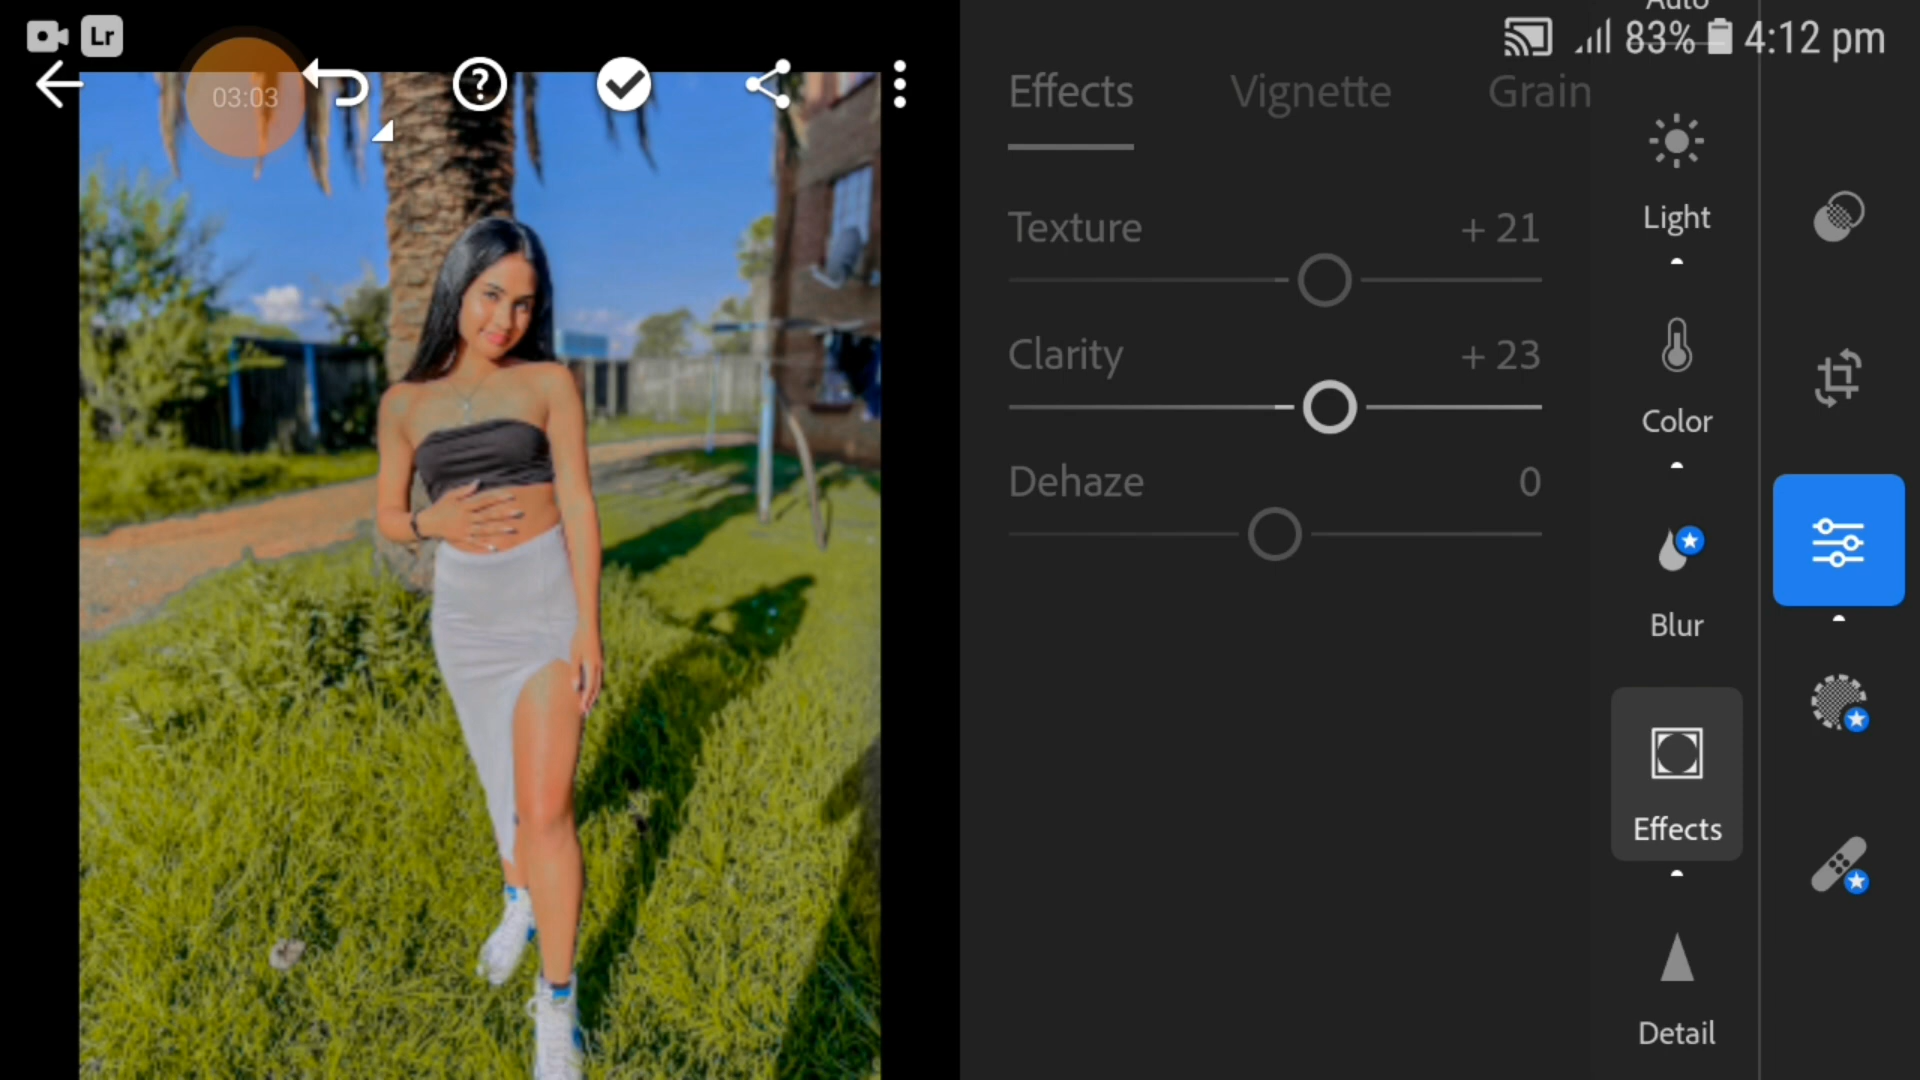 Lr
83% 4:12 pm
03:03
Auto
Effects Vignette Grain
Texture + 21
Clarity + 23
Dehaze 0
Light
Color
Blur
Effects
Detail